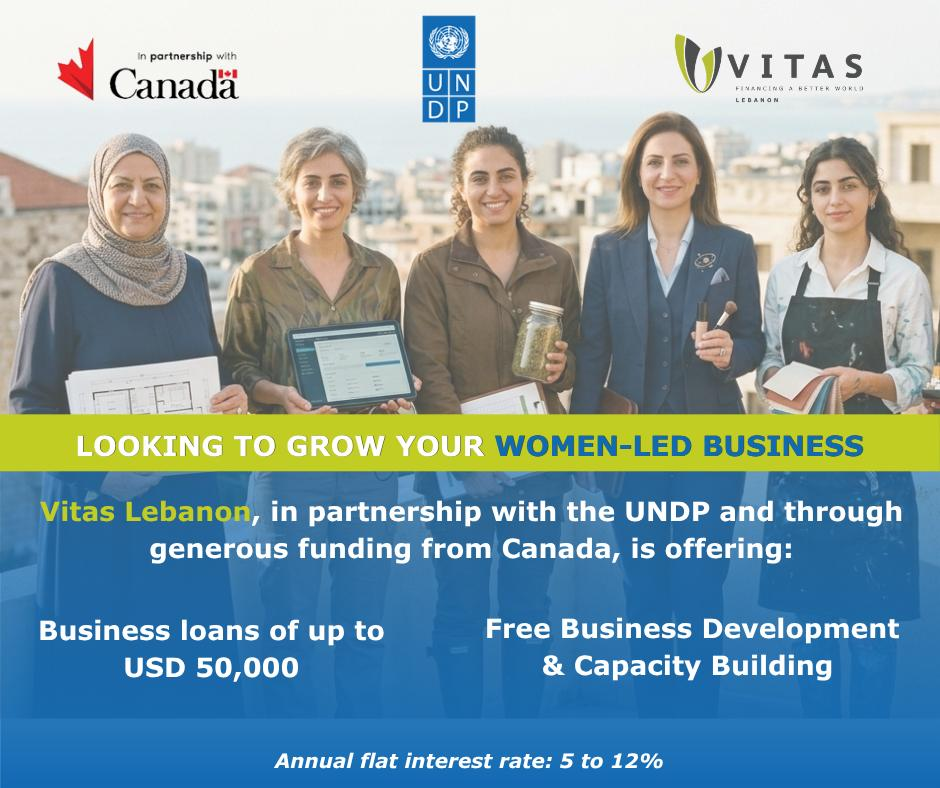 In partnership with
Canada
UN
DP
VITAS
FINANCING A BETTER WORLD
LEBANON
LOOKING TO GROW YOUR WOMEN-LED BUSINESS
Vitas Lebanon, in partnership with the UNDP and through
generous funding from Canada, is offering:
Business loans of up to
USD 50,000
Free Business Development
& Capacity Building
Annual flat interest rate: 5 to 12%